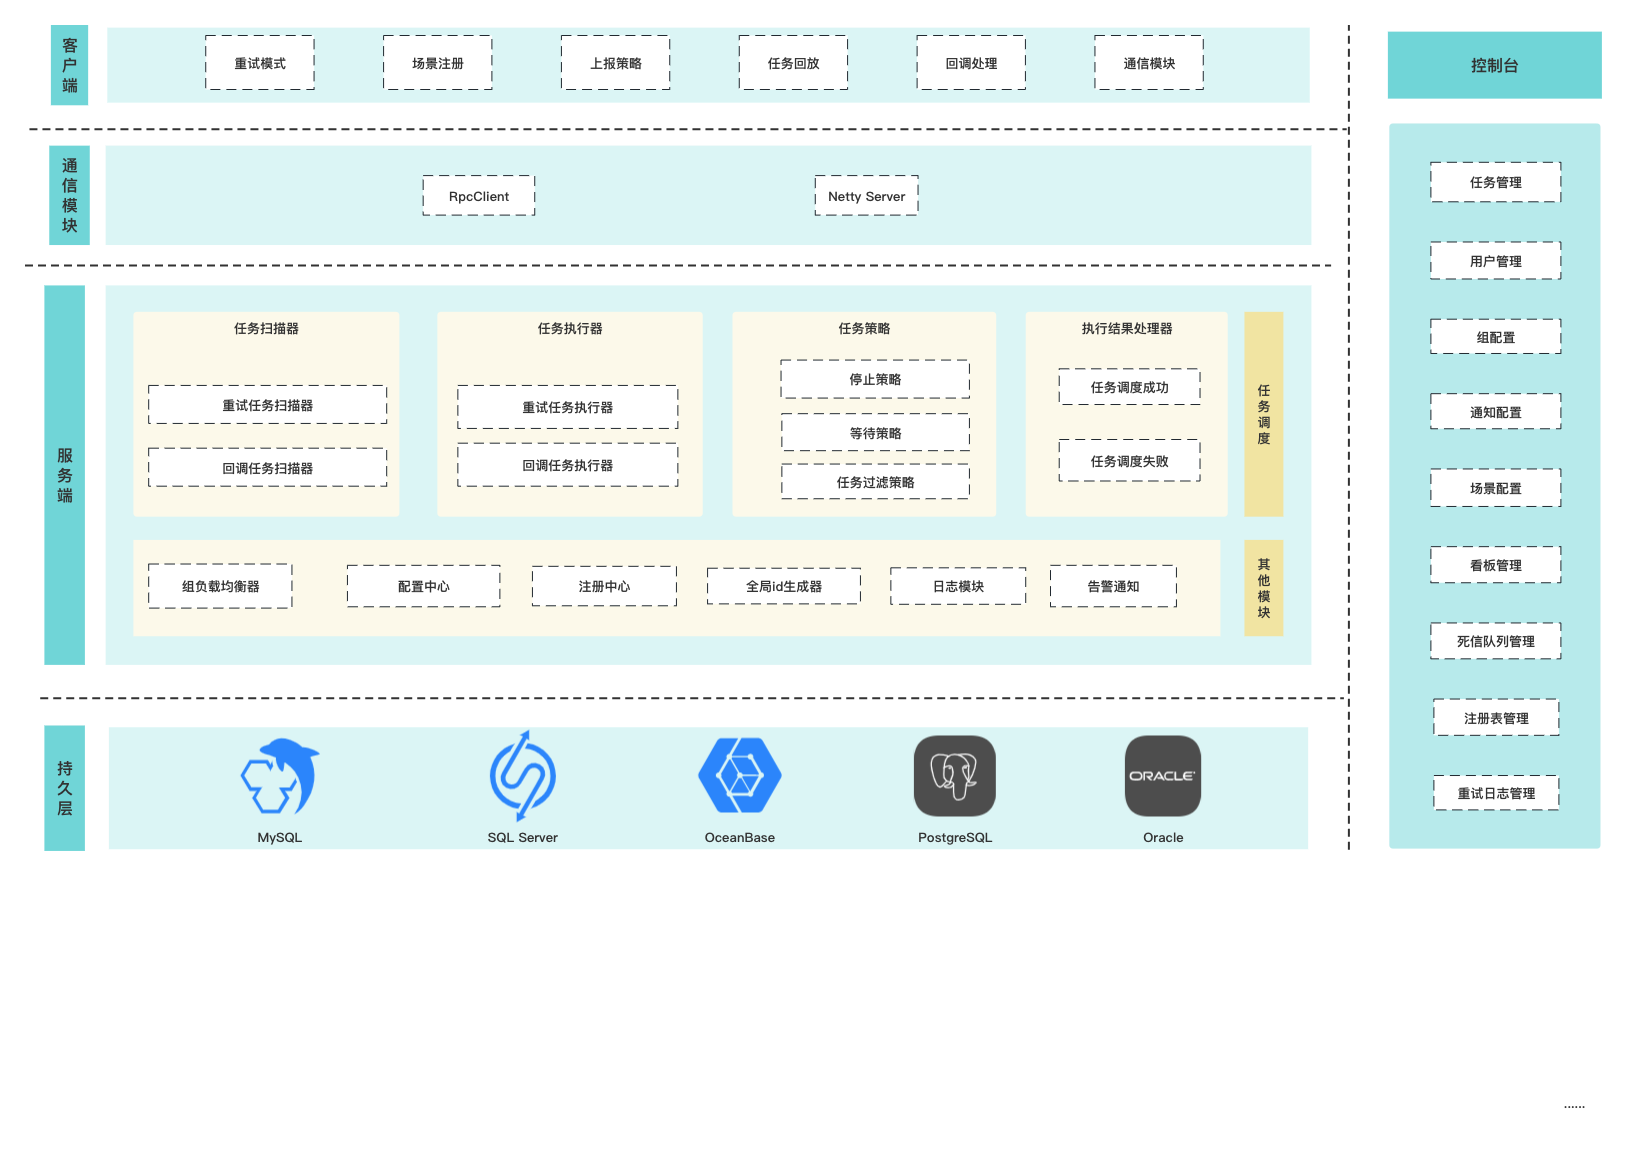 客户端
重试模式
场景注册
上报策略
任务回放
回调处理
通信模块
通信模块
RpcClient
Netty Server
服务端
任务扫描器
重试任务扫描器
回调任务扫描器
任务执行器
重试任务执行器
回调任务执行器
任务策略
停止策略
等待策略
任务过滤策略
执行结果处理器
任务调度成功
任务调度失败
任务调度
组负载均衡器
配置中心
注册中心
全局id生成器
日志模块
告警通知
其他模块
持久层
MySQL
SQL Server
OceanBase
PostgreSQL
ORACLE
Oracle
控制台
任务管理
用户管理
组配置
通知配置
场景配置
看板管理
死信队列管理
注册表管理
重试日志管理
......